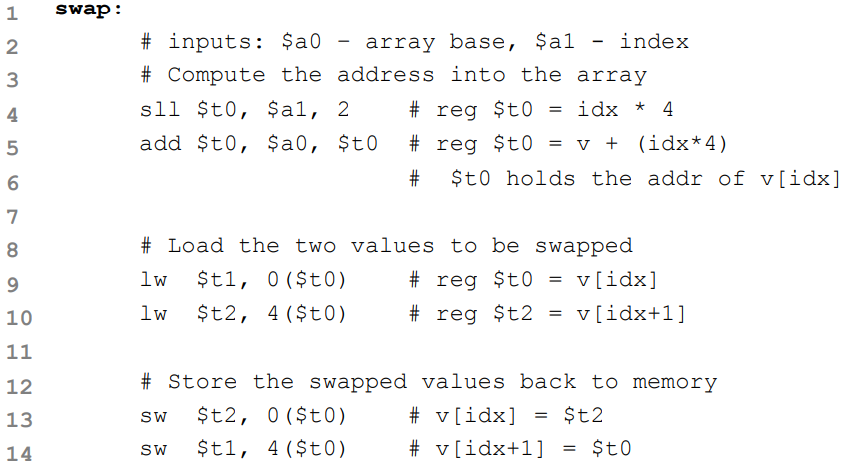 1 swap:
2 # inputs: $a0 – array base, $a1 - index
3 # Compute the address into the array
4 sll $t0, $a1, 2 # reg $t0 = idx * 4
5 add $t0, $a0, $t0 # reg $t0 = v + (idx*4)
6 # $t0 holds the addr of v[idx]
7
8 # Load the two values to be swapped
9 lw $t1, 0($t0) # reg $t0 = v[idx]
10 lw $t2, 4($t0) # reg $t2 = v[idx+1]
11
12 # Store the swapped values back to memory
13 sw $t2, 0($t0) # v[idx] = $t2
14 sw $t1, 4($t0) # v[idx+1] = $t0